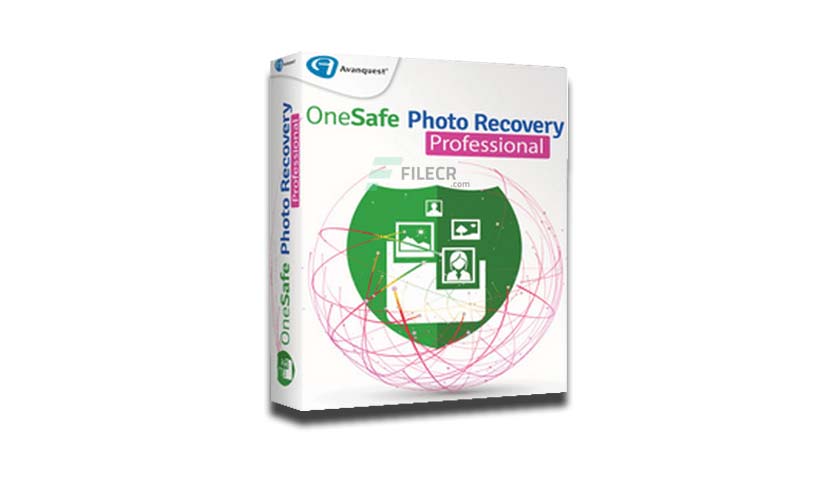 Avanquest®
OneSafe Photo Recovery
Professional
FILECR
.com
OneSafe Photo Recovery
Professional